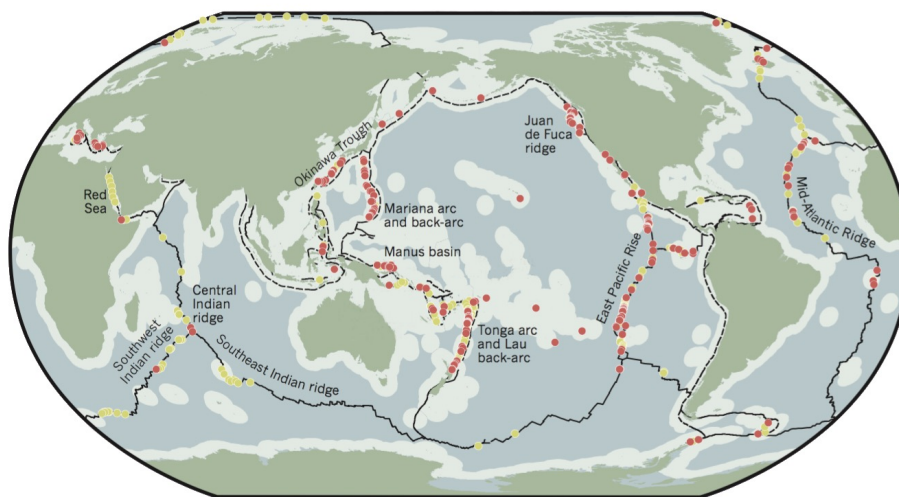 Okinawa Trough
Juan
de Fuca
ridge
Red
Sea
Mariana arc
and back-arc
Mid-Atlantic Ridge
Manus basin
East Pacific Rise
Central
Indian
ridge
Southwest
Indian ridge
Southeast Indian ridge
Tonga arc
and Lau
back-arc